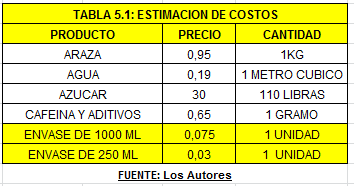 TABLA 5.1: ESTIMACION DE COSTOS
PRODUCTO PRECIO CANTIDAD
ARAZA 0,95 1KG
AGUA 0,19 1 METRO CUBICO
AZUCAR 30 110 LIBRAS
CAFEINA Y ADITIVOS 0,65 1 GRAMO
ENVASE DE 1000 ML 0,075 1 UNIDAD
ENVASE DE 250 ML 0,03 1 UNIDAD
FUENTE: Los Autores